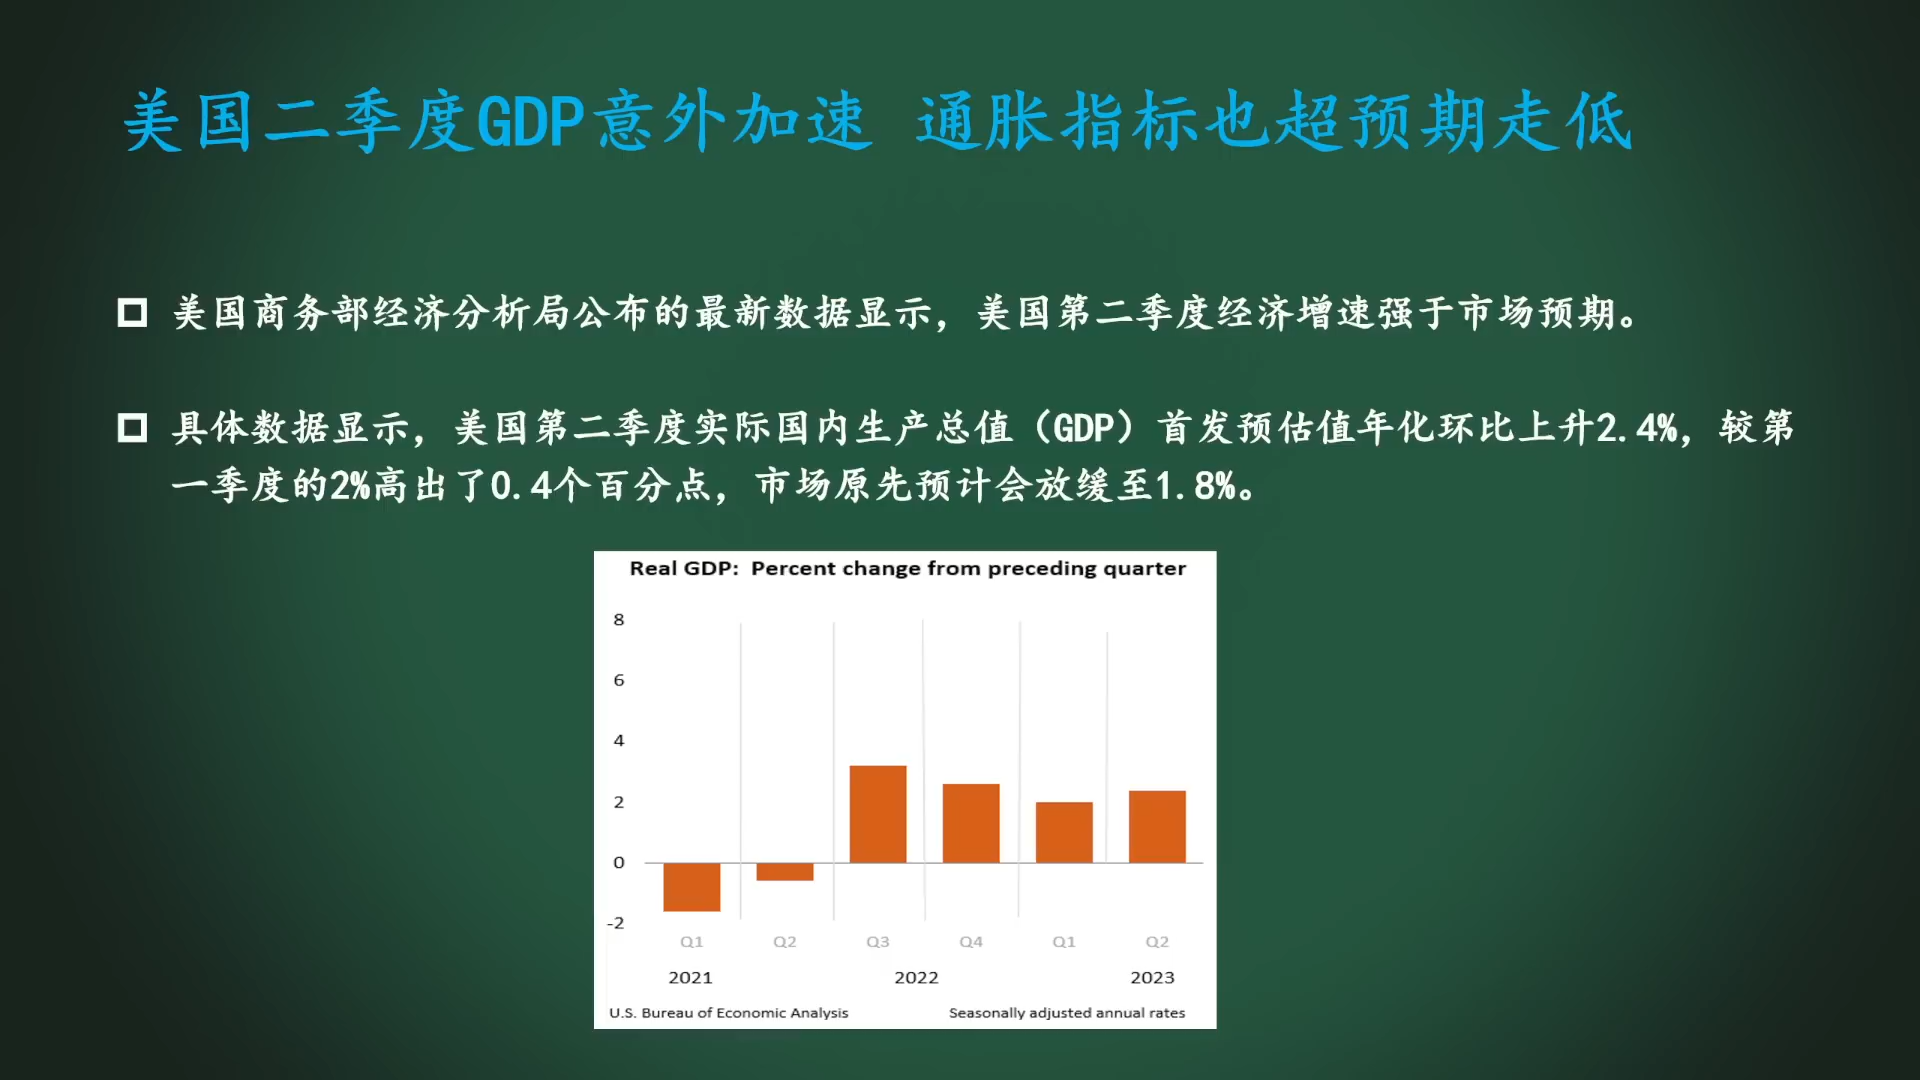 美国二季度GDP意外加速 通胀指标也超预期走低
美国商务部经济分析局公布的最新数据显示，美国第二季度经济增速强于市场预期。
具体数据显示，美国第二季度实际国内生产总值（GDP）首发预估值年化环比上升2.4%，较第
一季度的2%高出了0.4个百分点，市场原先预计会放缓至1.8%。
Real GDP: Percent change from preceding quarter
8
6
4
2
0
-2
Q1 Q2 Q3 Q4 Q1 Q2
2021 2022 2023
U.S. Bureau of Economic Analysis Seasonally adjusted annual rates